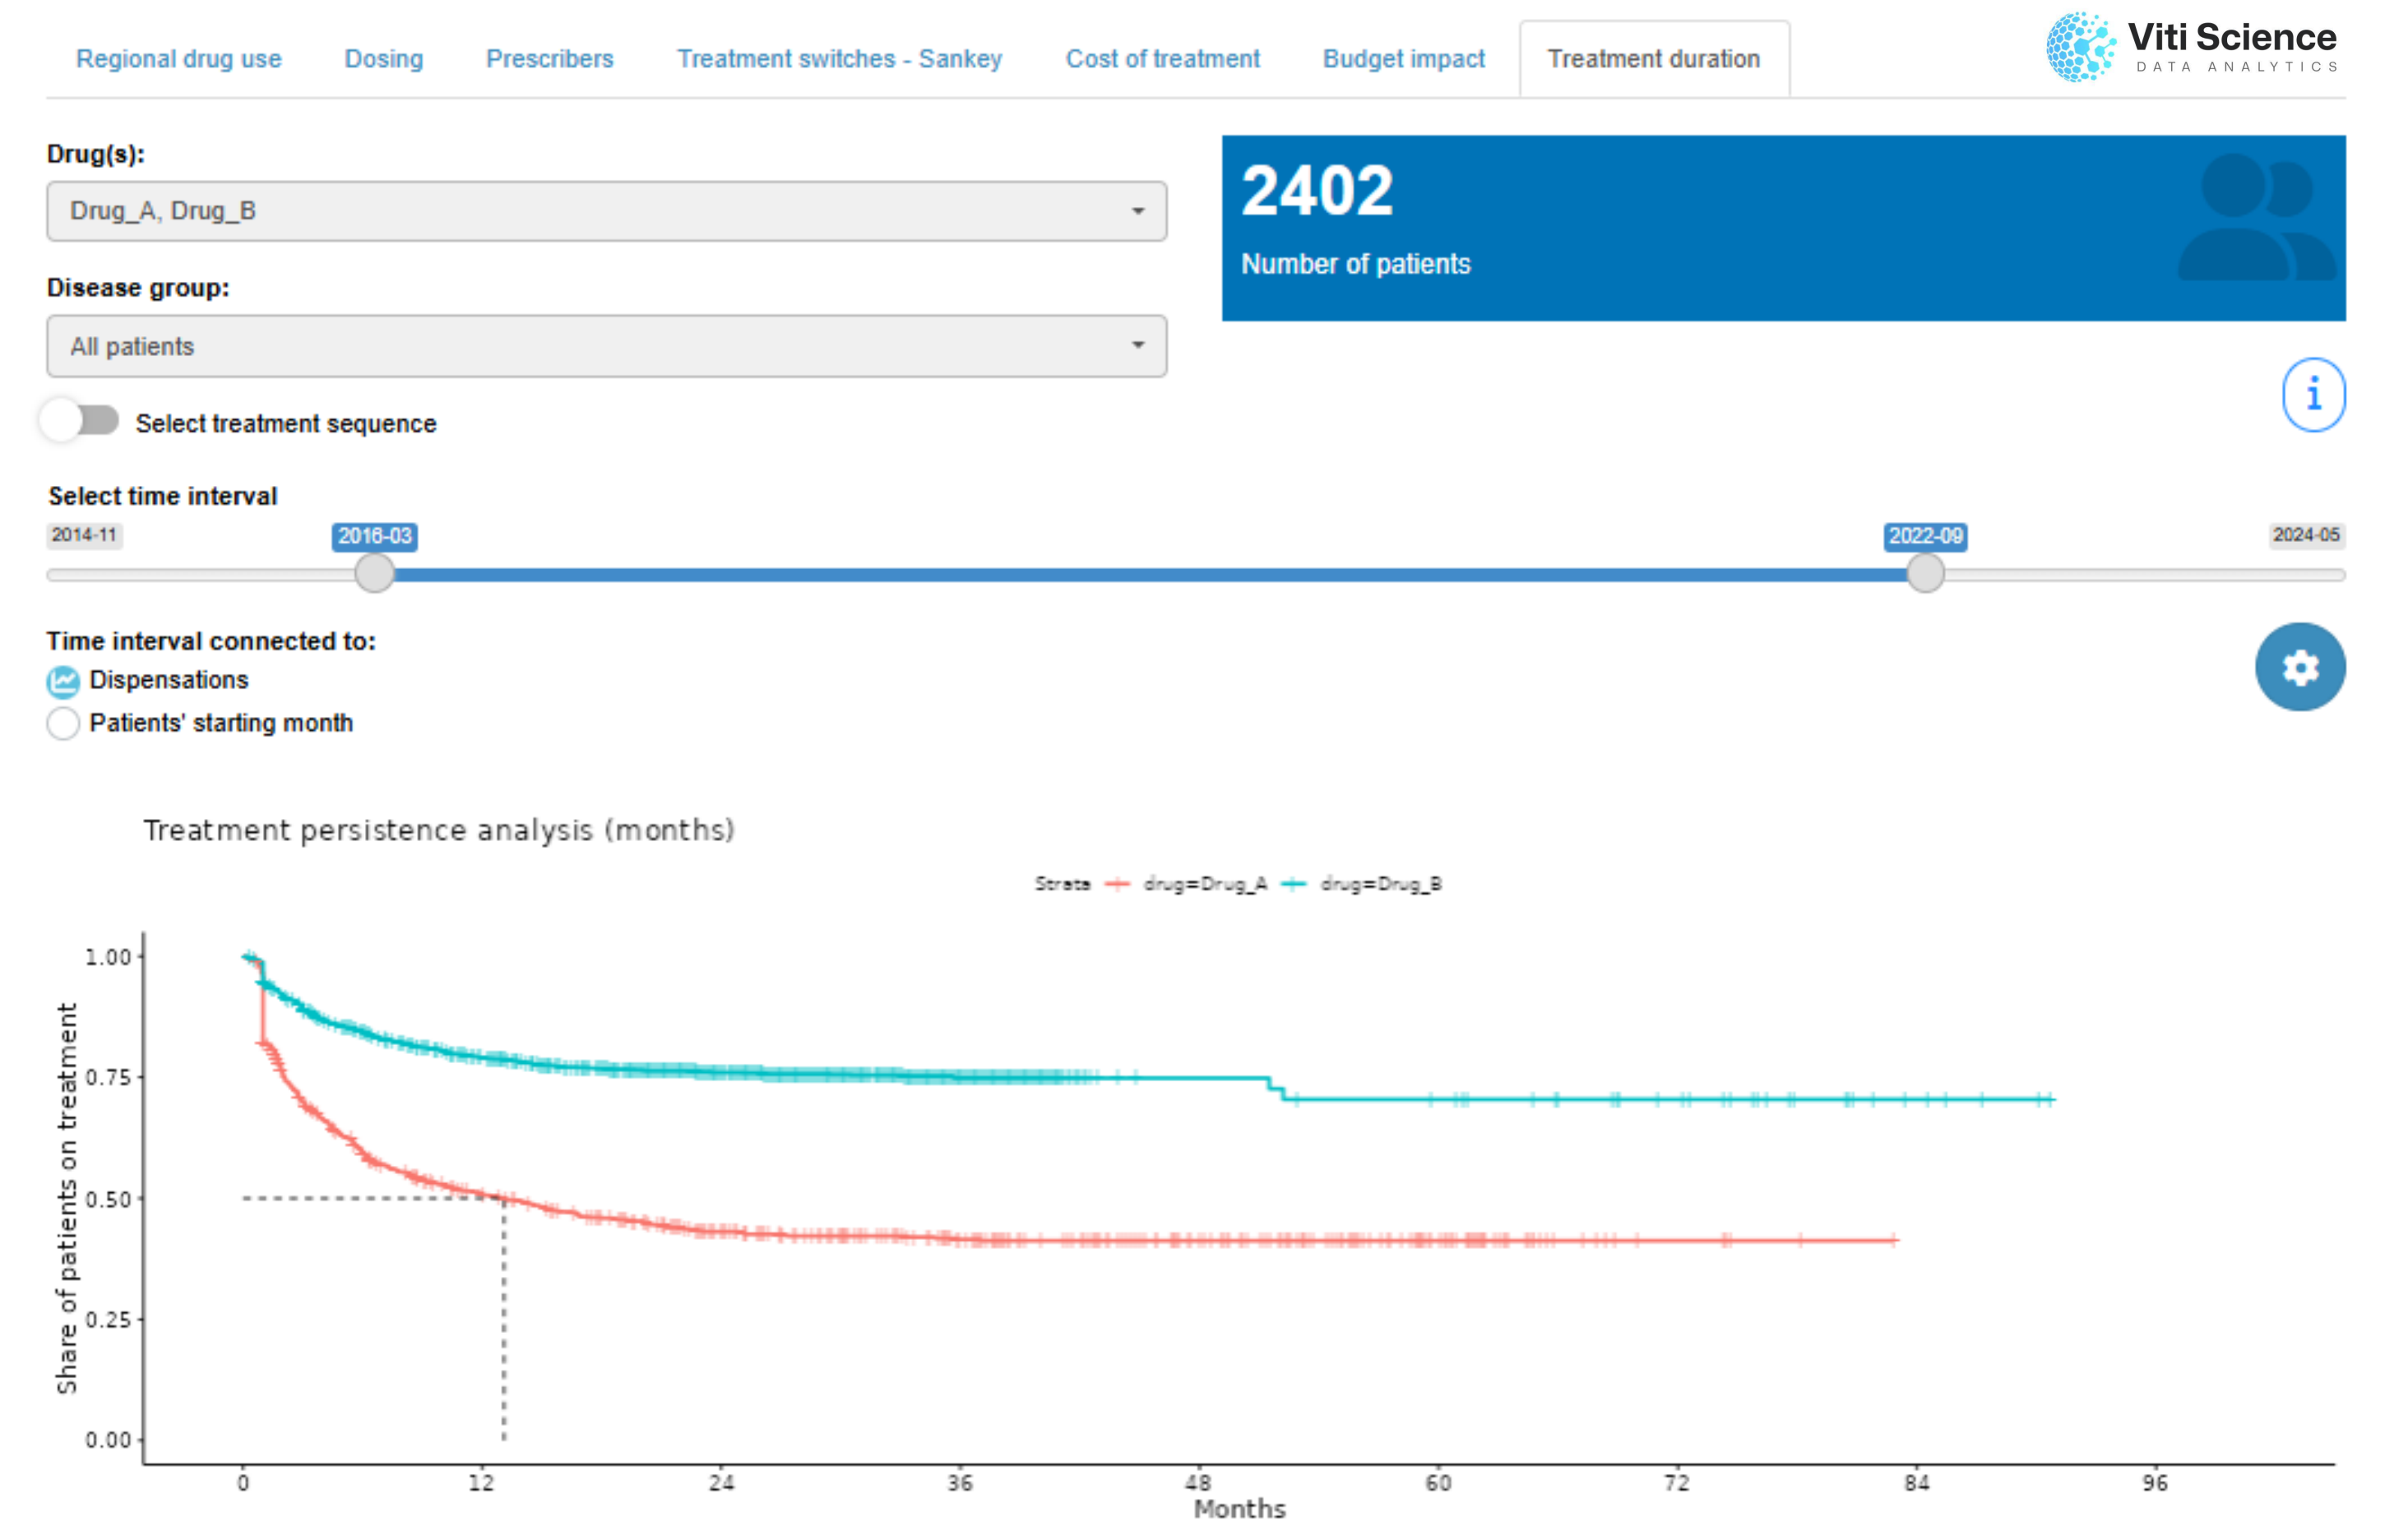 Regional drug use Dosing Prescribers Treatment switches - Sankey Cost of treatment Budget impact Treatment duration
Viti Science
DATA ANALYTICS
Drug(s):
Drug_A, Drug_B
2402
Number of patients
Disease group:
All patients
i
Select treatment sequence
Select time interval
2014-11 2016-03 2022-09 2024-05
Time interval connected to:
Dispensations
Patients' starting month
Treatment persistence analysis (months)
Strata drug=Drug_A drug=Drug_B
Share of patients on treatment
1.00
0.75
0.50
0.25
0.00
0 12 24 36 48 60 72 84 96
Months